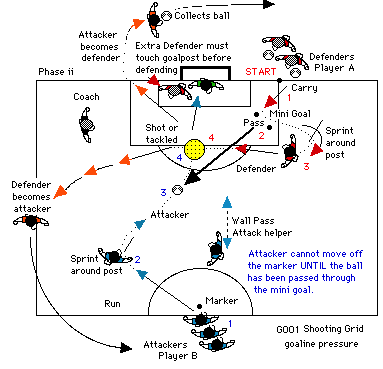 Collects ball
Attacker
becomes
defender
Extra Defender must
touch goalpost before
defending
Defenders
Player A
Phase ii
START
Carry
1
Coach
Mini Goal
Pass
Shot or
tackled
4
2
Sprint
around
post
4
Defender
3
Defender
becomes
attacker
3
Attacker
Wall Pass
Attack helper
Sprint
around post
2
Attacker cannot move off
the marker UNTIL the ball
has been passed through
the mini goal.
Run
Marker
1
Attackers
Player B
G001 Shooting Grid
goaline pressure